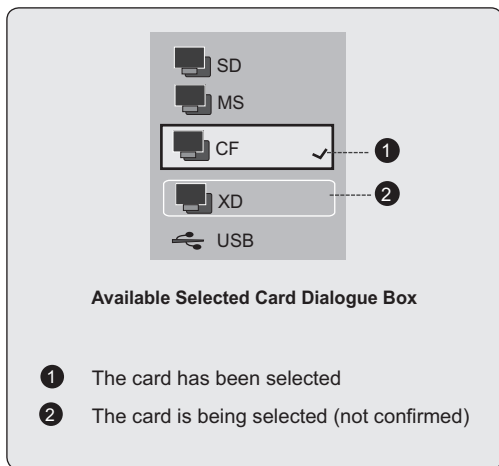 SD
MS
CF
1
XD
2
USB
Available Selected Card Dialogue Box
1 The card has been selected
2 The card is being selected (not confirmed)